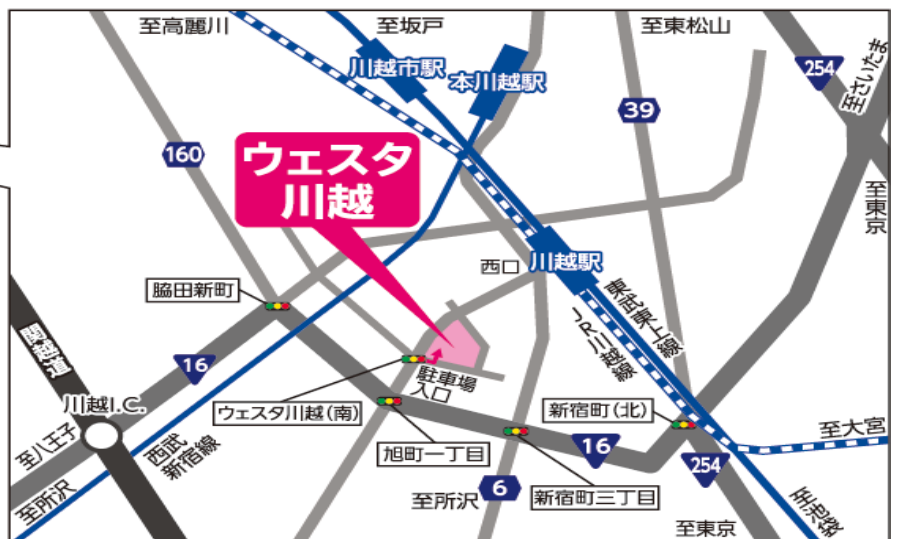 至高麗川
至坂戸
至東松山
川越市駅
本川越駅
254
至さいたま
39
160
ウェスタ
川越
至東京
西口
川越駅
脇田新町
東武東上線
JR川越線
関越道
16
駐車場
入口
川越I.C.
ウェスタ川越(南)
新宿町(北)
至八王子
西武
新宿線
旭町一丁目
16
至大宮
254
至所沢
至所沢
6
新宿町三丁目
至池袋
至東京